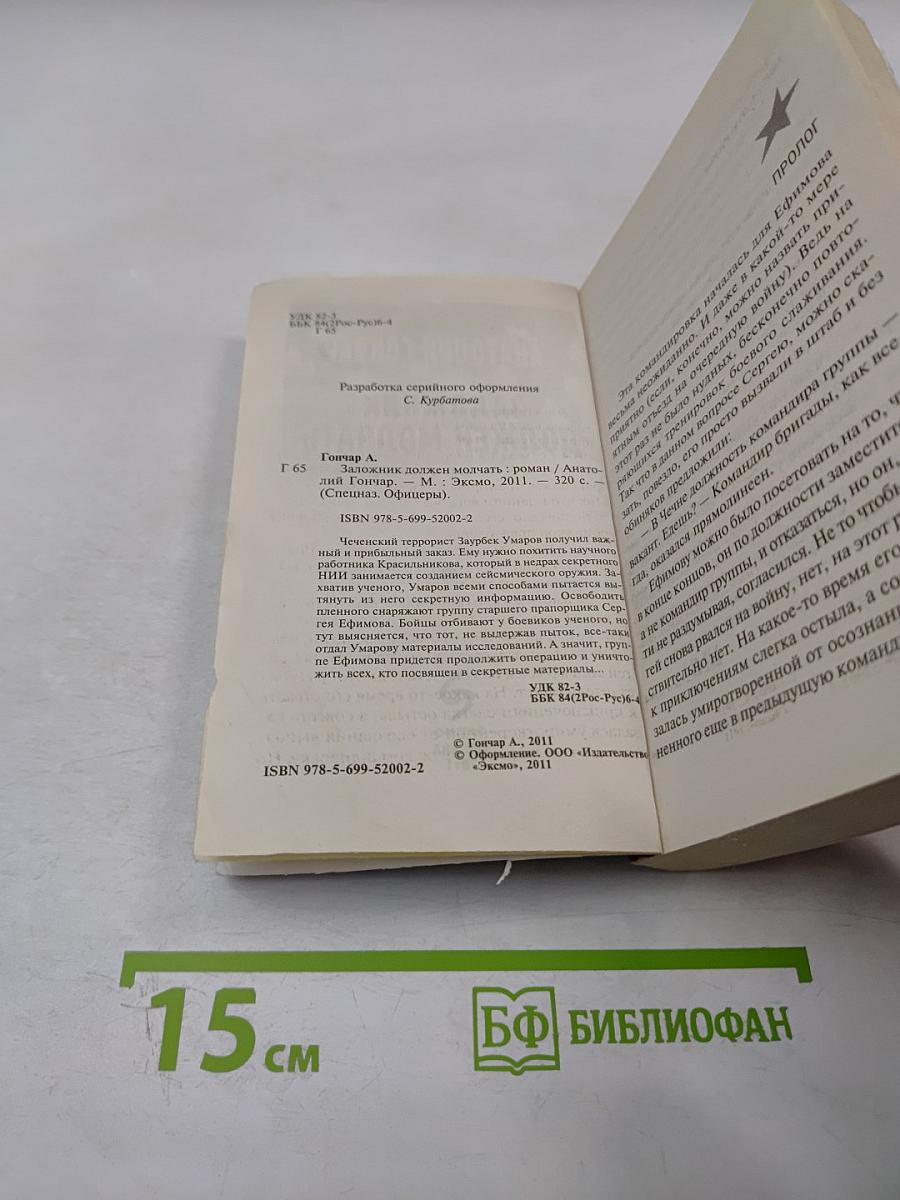 УДК 82-3
ББК 84(2Рос-Рус)6-4
Г 65
Разработка серийного оформления
С. Курбатова
Гончар А.
Г 65 Заложник должен молчать : роман / Анато-
лий Гончар. — М. : Эксмо, 2011. — 320 с. —
(Спецназ. Офицеры).
ISBN 978-5-699-52002-2
Чеченский террорист Заурбек Умаров получил важ-
ный и прибыльный заказ. Ему нужно похитить научного
работника Красильникова, который в недрах секретного
НИИ занимается созданием сейсмического оружия. За-
хватив ученого, Умаров всеми способами пытается вы-
тянуть из него секретную информацию. Освободить
пленного снаряжают группу старшего прапорщика Сер-
гея Ефимова. Бойцы отбивают у боевиков ученого, но
тут выясняется, что тот, не выдержав пыток, все-таки
отдал Умарову материалы исследований. А значит, груп-
пе Ефимова придется продолжить операцию и уничто-
жить всех, кто посвящен в секретные материалы...
УДК 82-3
ББК 84(2Рос-Рус)6-4
© Гончар А., 2011
© Оформление. ООО «Издательство
«Эксмо», 2011
ISBN 978-5-699-52002-2
ПРОЛОГ
Эта командировка началась для Ефимова
весьма неожиданно. И даже в какой-то мере
приятно (если, конечно, можно назвать при-
ятным отъезд на очередную войну). Ведь на
этот раз не было нудных, бесконечно повто-
ряющихся тренировок боевого слаживания.
Так что в данном вопросе Сергею, можно ска-
зать, повезло, его просто вызвали в штаб и без
обиняков предложили:
— В Чечне должность командира группы —
вакант. Едешь? — Командир бригады, как все-
гда, оказался прямолинеен.
Ефимову можно было посетовать на то, ч
в конце концов, он по должности заместите
а не командир группы, и отказаться, но он,
ти не раздумывая, согласился. Не то чтобы
гей снова рвался на войну, нет, на этот р
ствительно нет. На какое-то время его
к приключениям слегка остыла, а со
залась умиротворенной от осознани
ненного еще в предыдущую команд
15 см
БФ БИБЛИОФАН